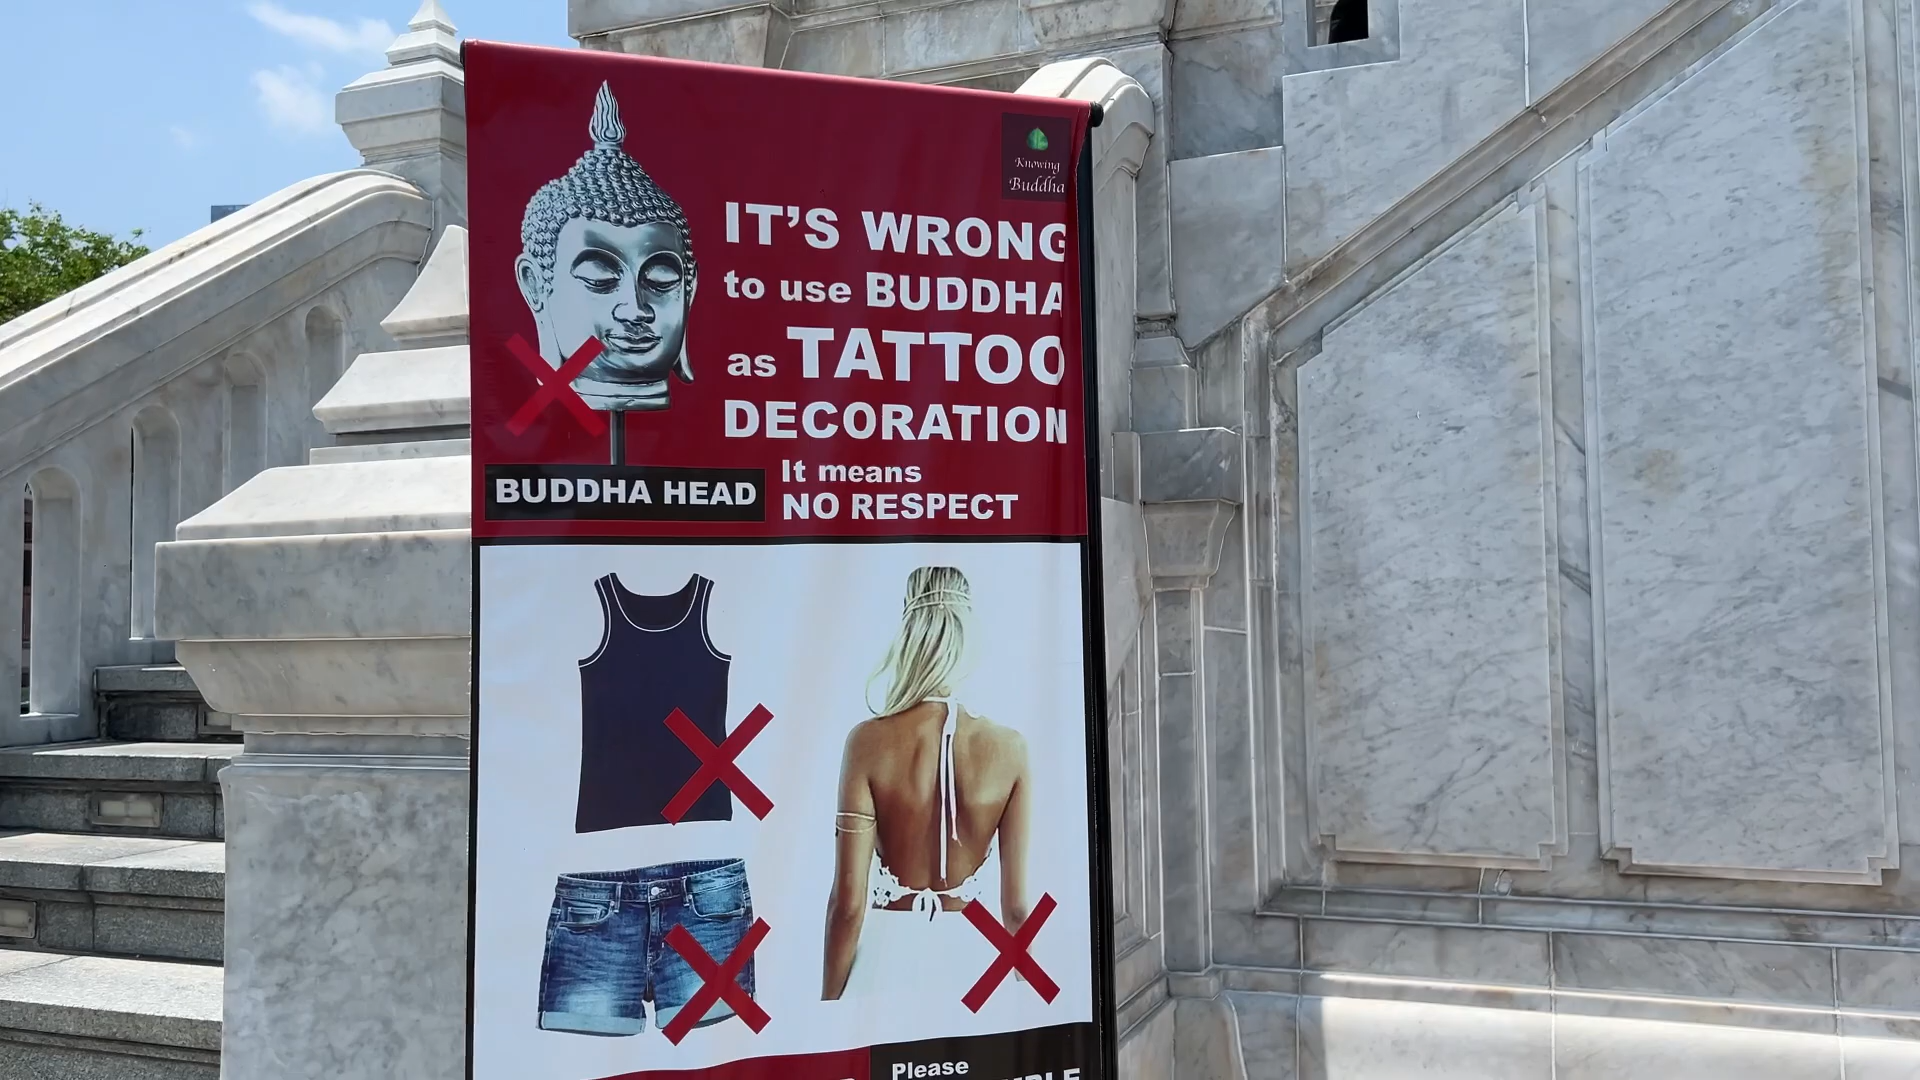 Knowing
Buddha
IT'S WRONG
to use BUDDHA
as TATTOO
DECORATION
It means
NO RESPECT
BUDDHA HEAD
Please